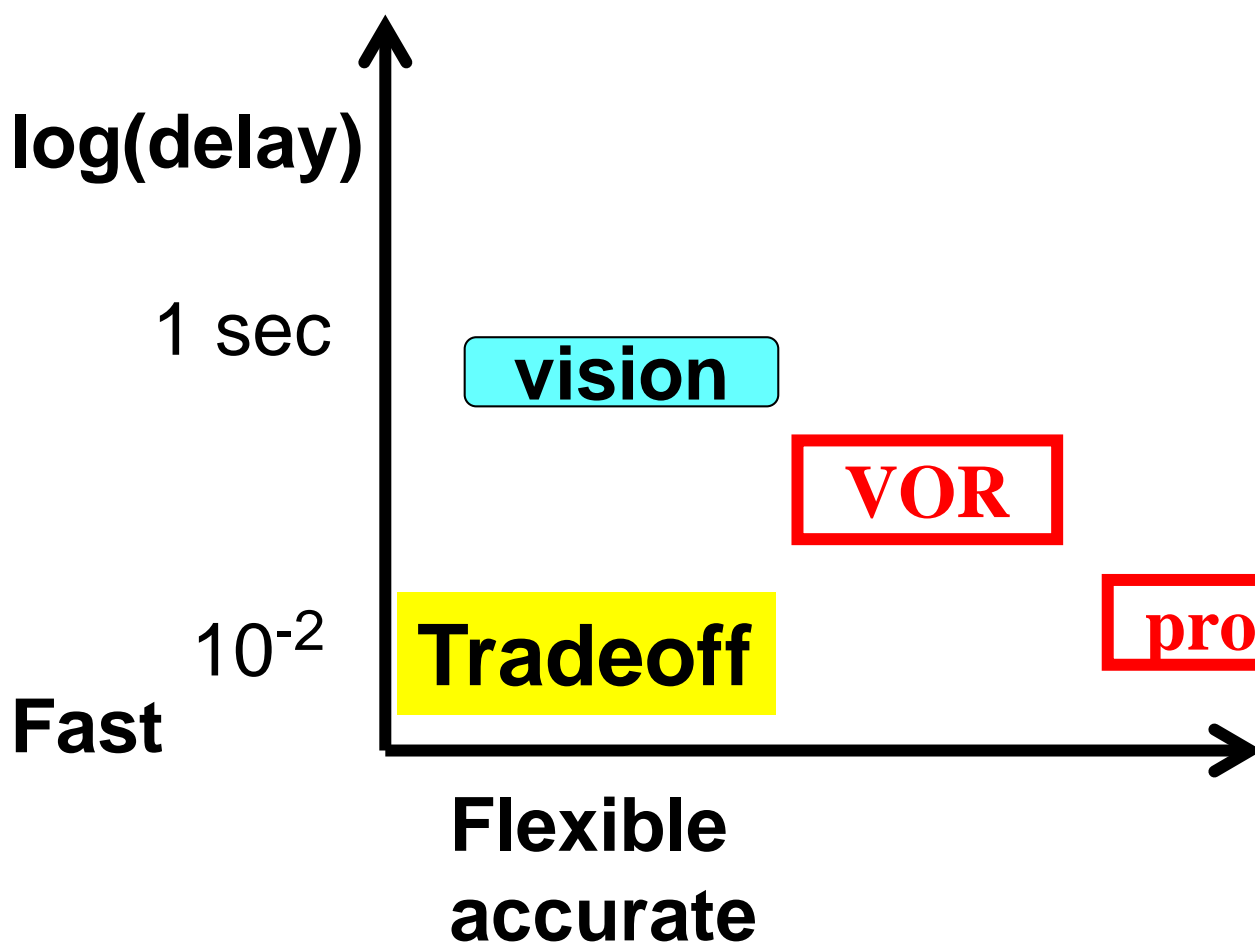 log(delay)
1 sec
vision
VOR
10⁻²
Tradeoff
pro
Fast
Flexible
accurate